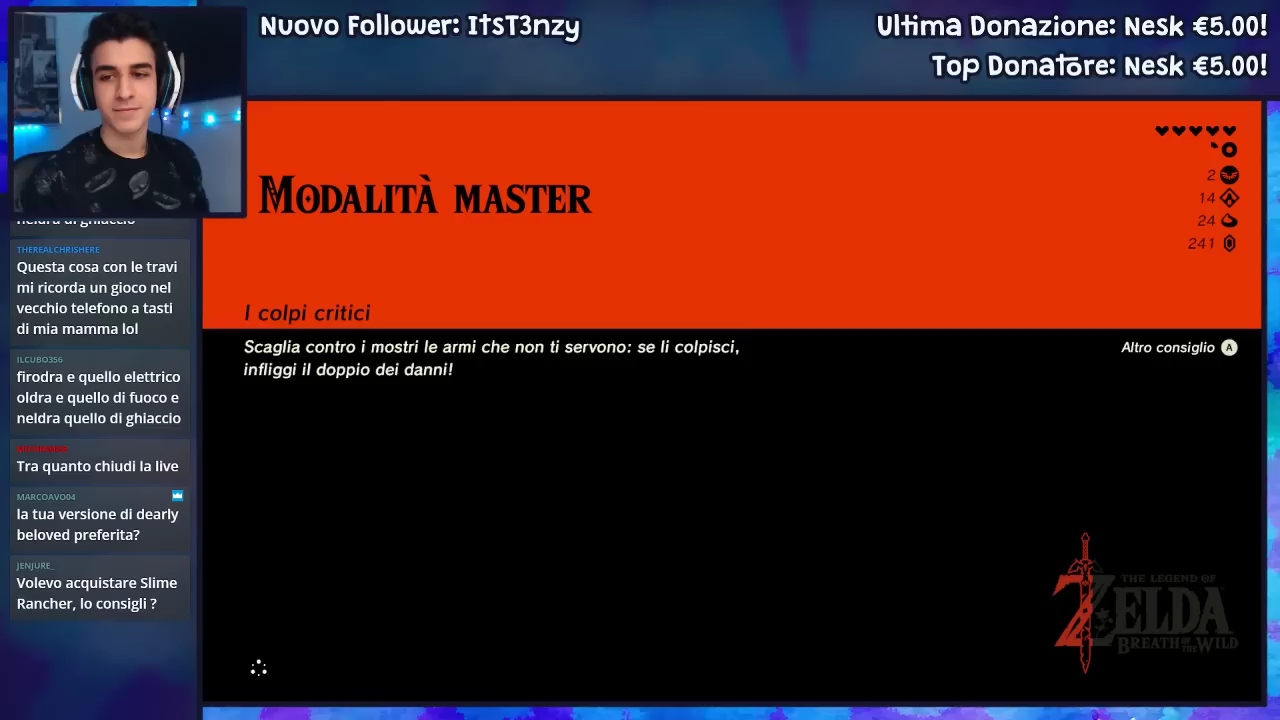 Nuovo Follower: ItsT3nzy
Ultima Donazione: Nesk €5.00!
Top Donatore: Nesk €5.00!
THEREALCHRISHERE
Questa cosa con le travi
mi ricorda un gioco nel
vecchio telefono a tasti
di mia mamma lol
ILCUBO356
firodra e quello elettrico
oldra e quello di fuoco e
neldra quello di ghiaccio
Tra quanto chiudi la live
MARCOAVO04
la tua versione di dearly
beloved preferita?
JENJURE_
Volevo acquistare Slime
Rancher, lo consigli ?
MODALITÀ MASTER
2
14
24
241
I colpi critici
Scaglia contro i mostri le armi che non ti servono: se li colpisci,
infliggi il doppio dei danni!
Altro consiglio A
THE LEGEND OF
ZELDA
BREATH OF THE WILD